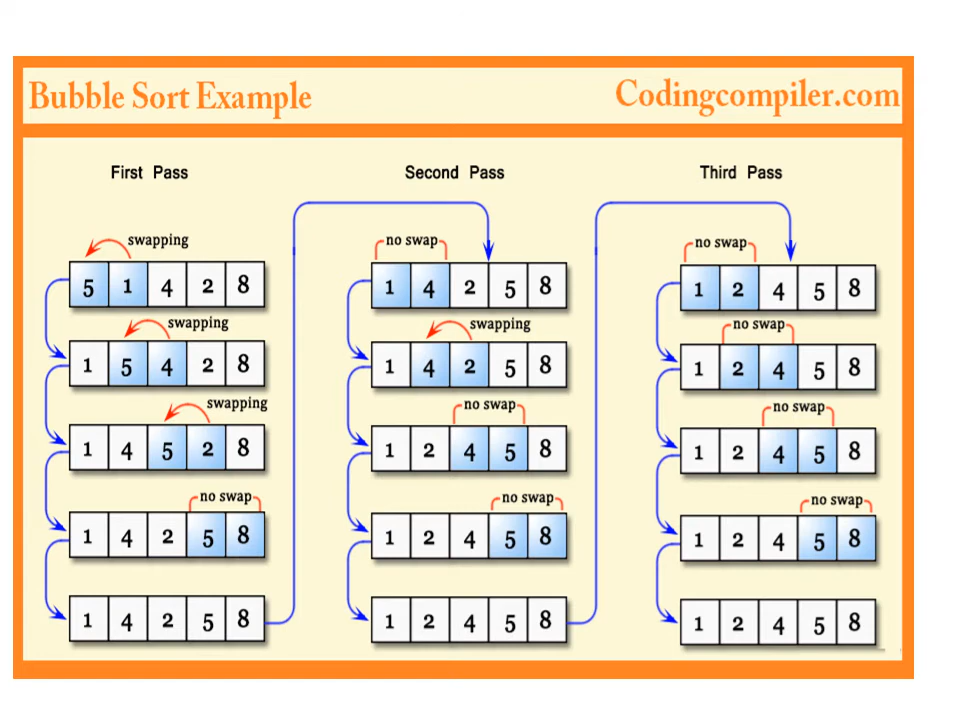 Bubble Sort Example
Codingcompiler.com
First Pass
swapping
5 1 4 2 8
swapping
1 5 4 2 8
swapping
1 4 5 2 8
no swap
1 4 2 5 8
1 4 2 5 8
Second Pass
no swap
1 4 2 5 8
swapping
1 4 2 5 8
no swap
1 2 4 5 8
no swap
1 2 4 5 8
1 2 4 5 8
Third Pass
no swap
1 2 4 5 8
no swap
1 2 4 5 8
no swap
1 2 4 5 8
no swap
1 2 4 5 8
1 2 4 5 8